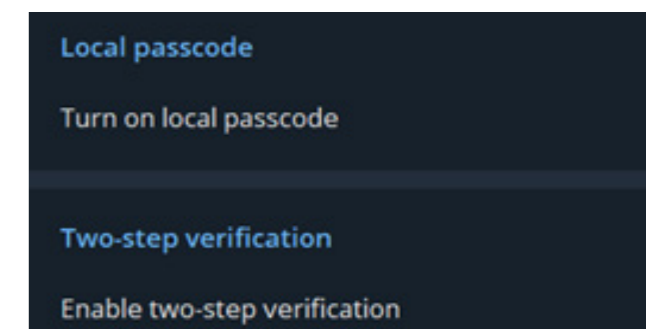 Local passcode
Turn on local passcode
Two-step verification
Enable two-step verification